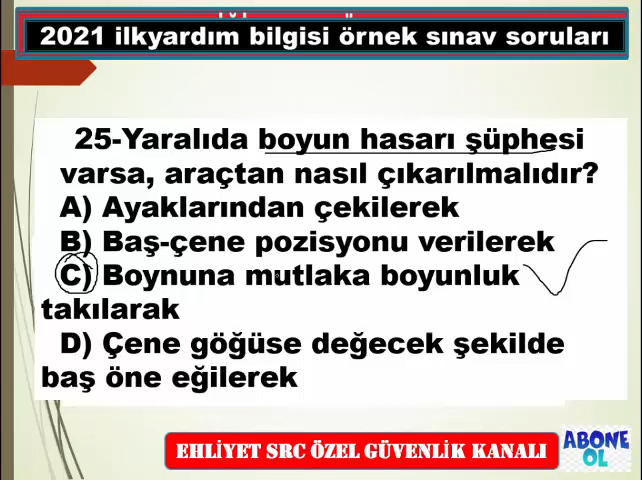 2021 ilkyardım bilgisi örnek sınav soruları
25-Yaralıda boyun hasarı şüphesi
varsa, araçtan nasıl çıkarılmalıdır?
A) Ayaklarından çekilerek
B) Baş-çene pozisyonu verilerek
C) Boynuna mutlaka boyunluk
takılarak
D) Çene göğüse değecek şekilde
baş öne eğilerek
EHLİYET SRC ÖZEL GÜVENLİK KANALI
ABONE
OL